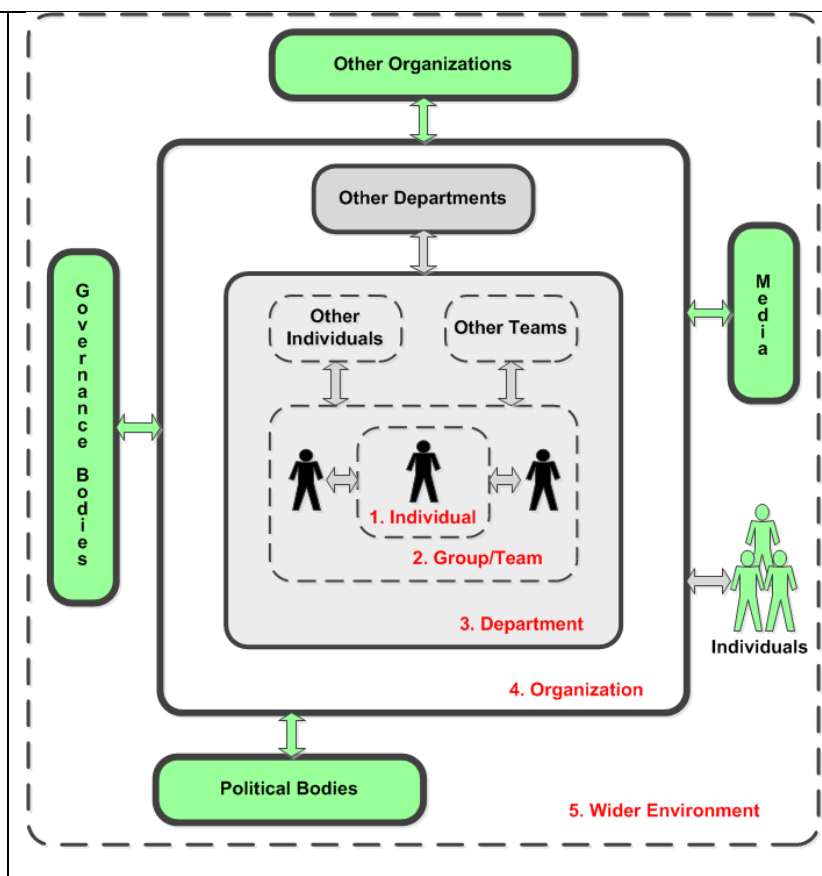 Other Organizations
Other Departments
Governance Bodies
Media
Other
Individuals
Other Teams
1. Individual
2. Group/Team
3. Department
Individuals
4. Organization
Political Bodies
5. Wider Environment